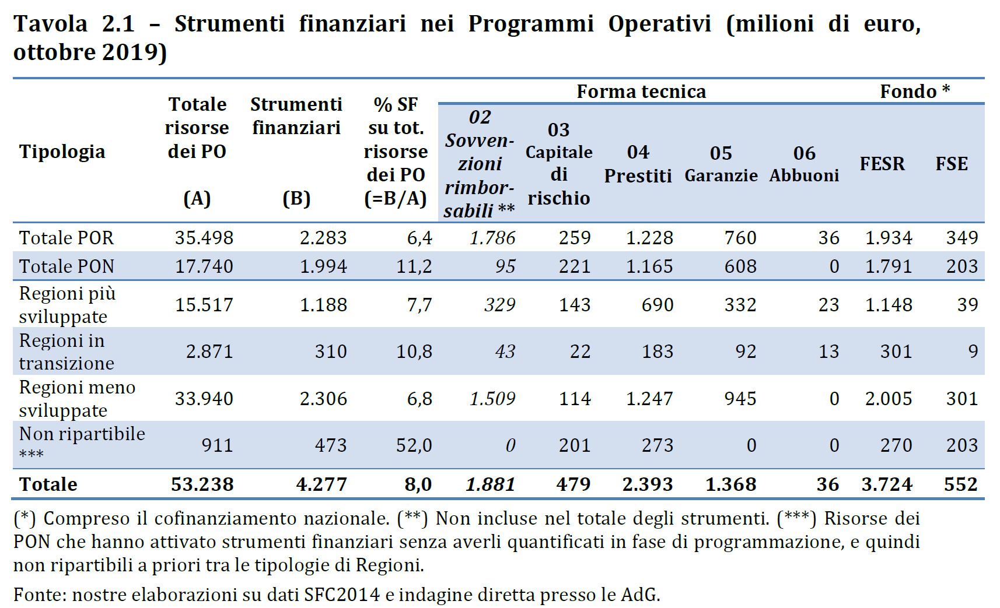 Tavola 2.1 – Strumenti finanziari nei Programmi Operativi (milioni di euro,
ottobre 2019)
Tipologia
Totale
risorse
dei PO
(A)
Strumenti
finanziari
(B)
% SF
su tot.
risorse
dei PO
(=B/A)
Forma tecnica
Fondo *
02
Sovven-
zioni
rimbor-
sabili **
03
Capitale
di
rischio
04
Prestiti
05
Garanzie
06
Abbuoni
FESR
FSE
Totale POR 35.498 2.283 6,4 1.786 259 1.228 760 36 1.934 349
Totale PON 17.740 1.994 11,2 95 221 1.165 608 0 1.791 203
Regioni più
sviluppate 15.517 1.188 7,7 329 143 690 332 23 1.148 39
Regioni in
transizione 2.871 310 10,8 43 22 183 92 13 301 9
Regioni meno
sviluppate 33.940 2.306 6,8 1.509 114 1.247 945 0 2.005 301
Non ripartibile
*** 911 473 52,0 0 201 273 0 0 270 203
Totale 53.238 4.277 8,0 1.881 479 2.393 1.368 36 3.724 552
(*) Compreso il cofinanziamento nazionale. (**) Non incluse nel totale degli strumenti. (***) Risorse dei
PON che hanno attivato strumenti finanziari senza averli quantificati in fase di programmazione, e quindi
non ripartibili a priori tra le tipologie di Regioni.
Fonte: nostre elaborazioni su dati SFC2014 e indagine diretta presso le AdG.